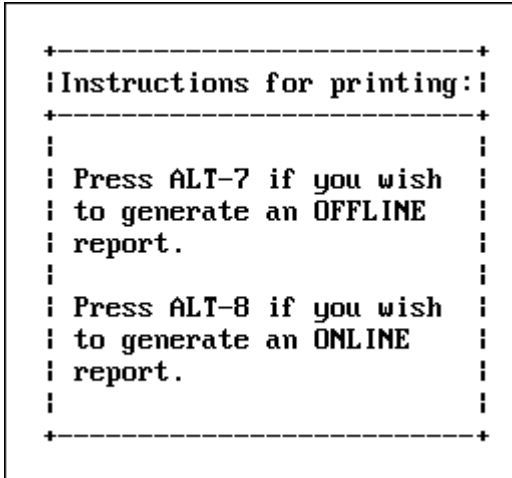 Instructions for printing:
Press ALT-7 if you wish
to generate an OFFLINE
report.
Press ALT-8 if you wish
to generate an ONLINE
report.